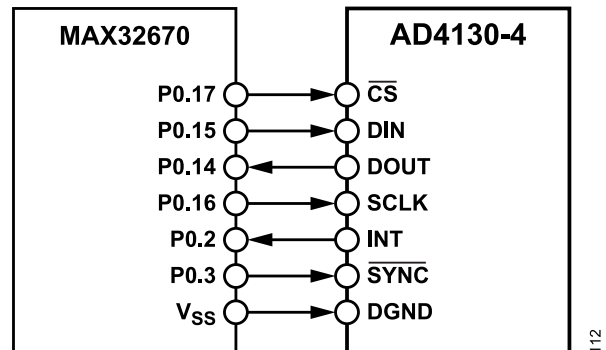 MAX32670 AD4130-4
P0.17 CS
P0.15 DIN
P0.14 DOUT
P0.16 SCLK
P0.2 INT
P0.3 SYNC
VSS DGND
112